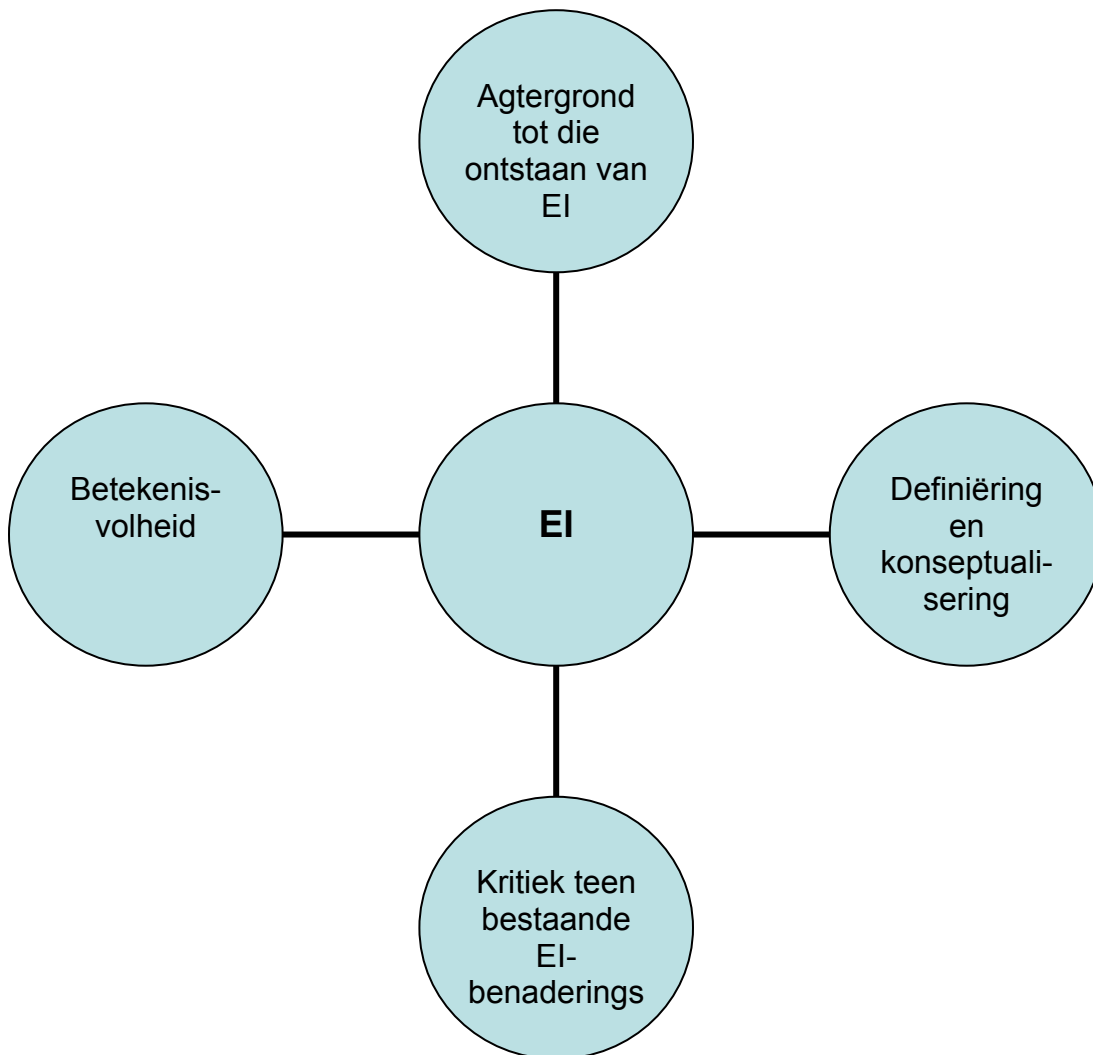 Agtergrond
tot die
ontstaan van
EI
Betekenis-
volheid
EI
Definiëring
en
konseptuali-
sering
Kritiek teen
bestaande
EI-
benaderings